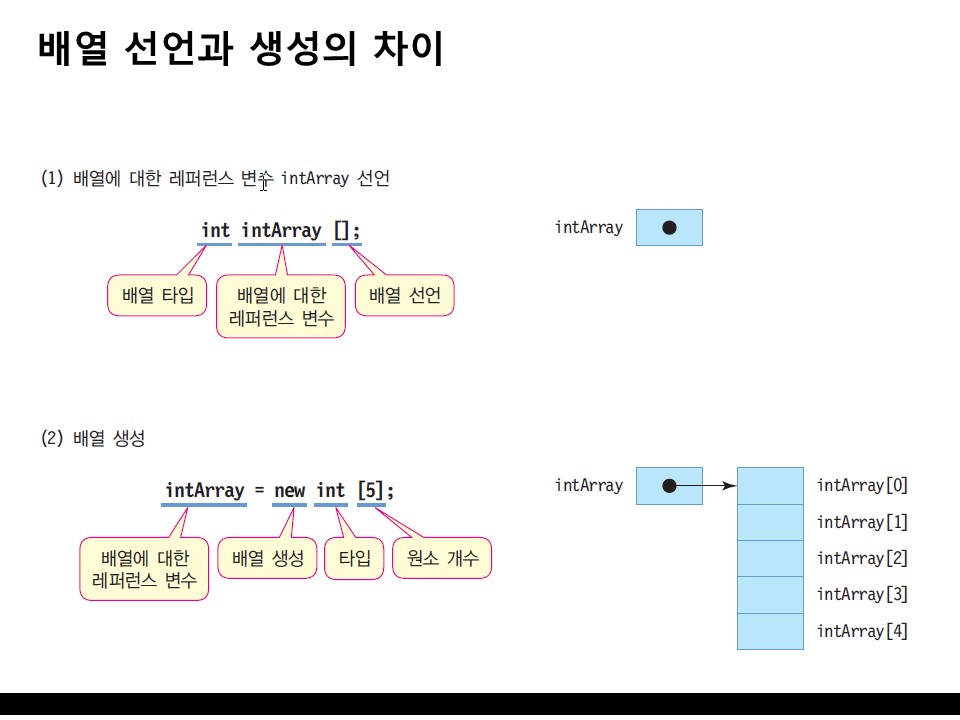 배열 선언과 생성의 차이
(1) 배열에 대한 레퍼런스 변수 intArray 선언
int intArray [];
배열 타입
배열에 대한
레퍼런스 변수
배열 선언
intArray
(2) 배열 생성
intArray = new int [5];
배열에 대한
레퍼런스 변수
배열 생성
타입
원소 개수
intArray
intArray[0]
intArray[1]
intArray[2]
intArray[3]
intArray[4]